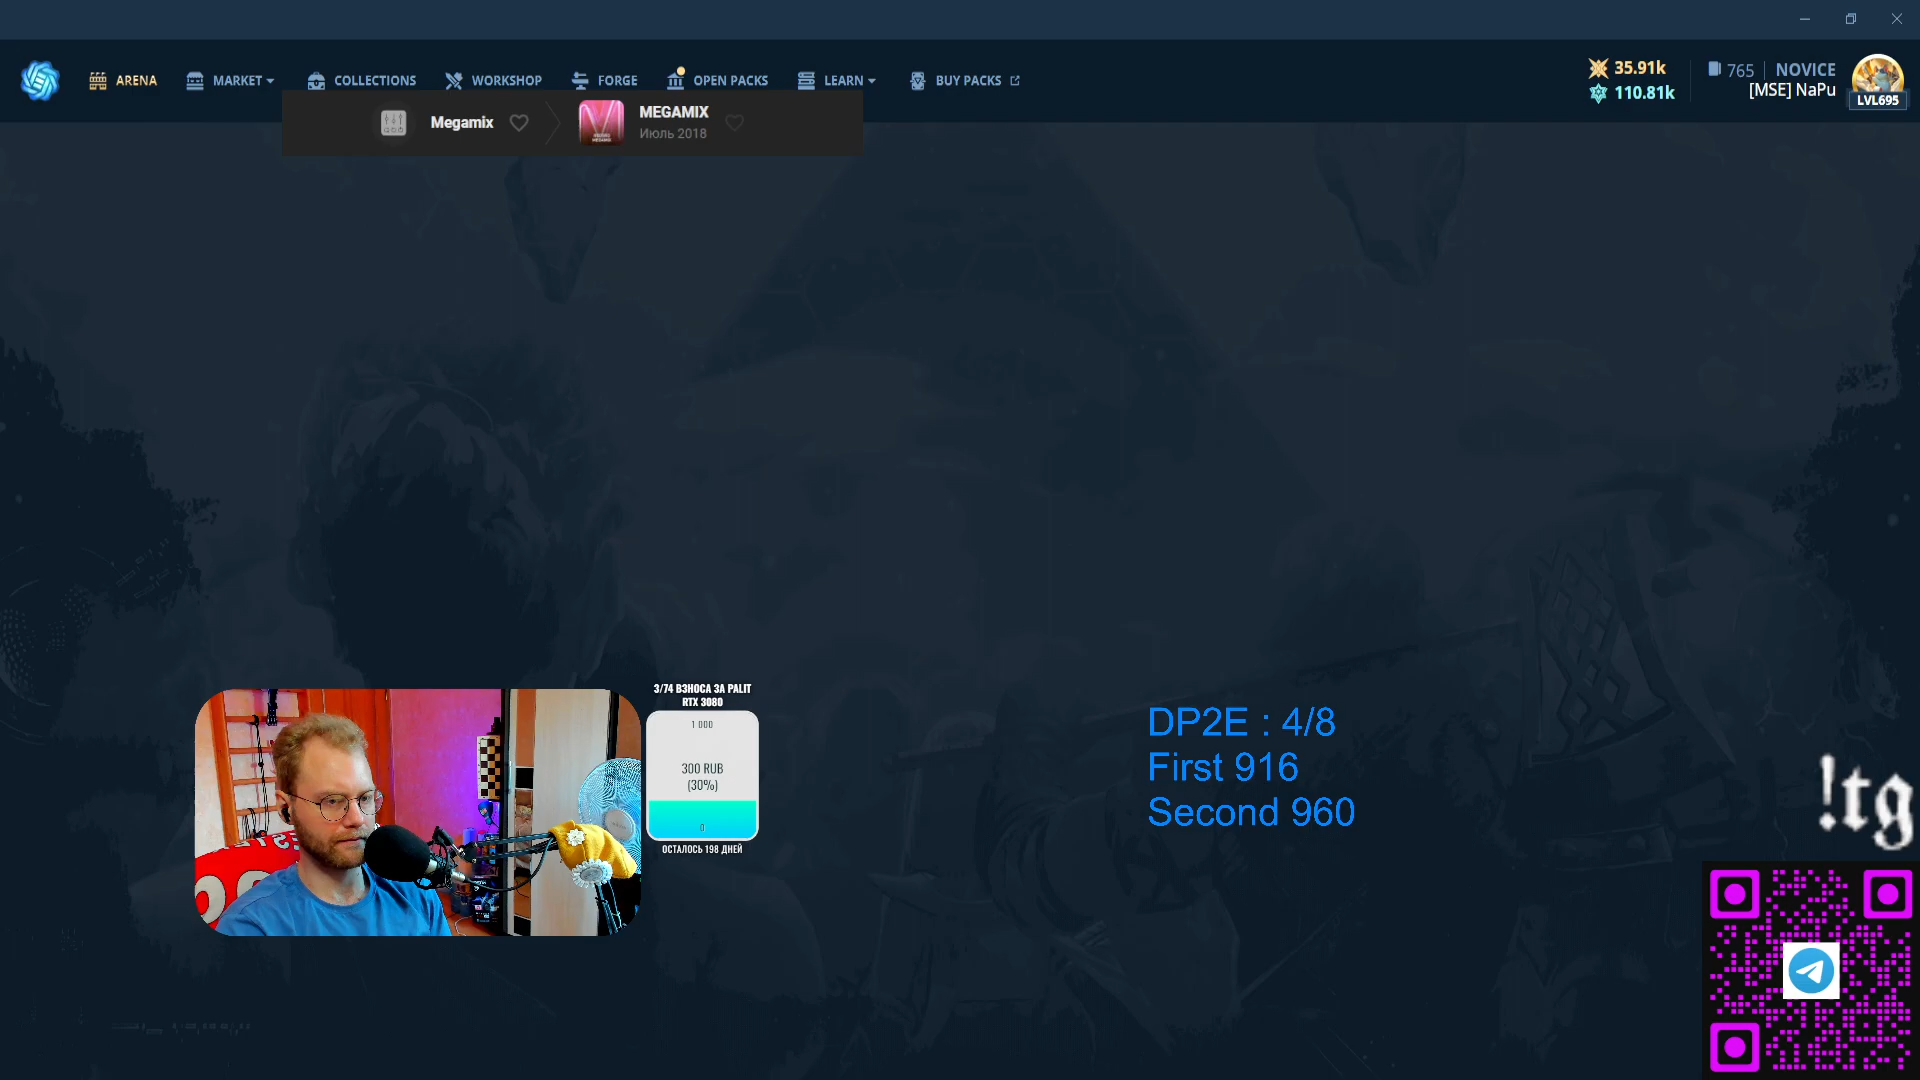 ARENA
MARKET
COLLECTIONS
WORKSHOP
FORGE
OPEN PACKS
LEARN
BUY PACKS
35.91k
110.81k
765
NOVICE
[MSE] NaPu
LVL695
Megamix
MEGAMIX
Июль 2018
3/74 ВЗНОСА ЗА PALIT
RTX 3080
1 000
300 RUB
(30%)
0
ОСТАЛОСЬ 198 ДНЕЙ
DP2E : 4/8
First 916
Second 960
!tg